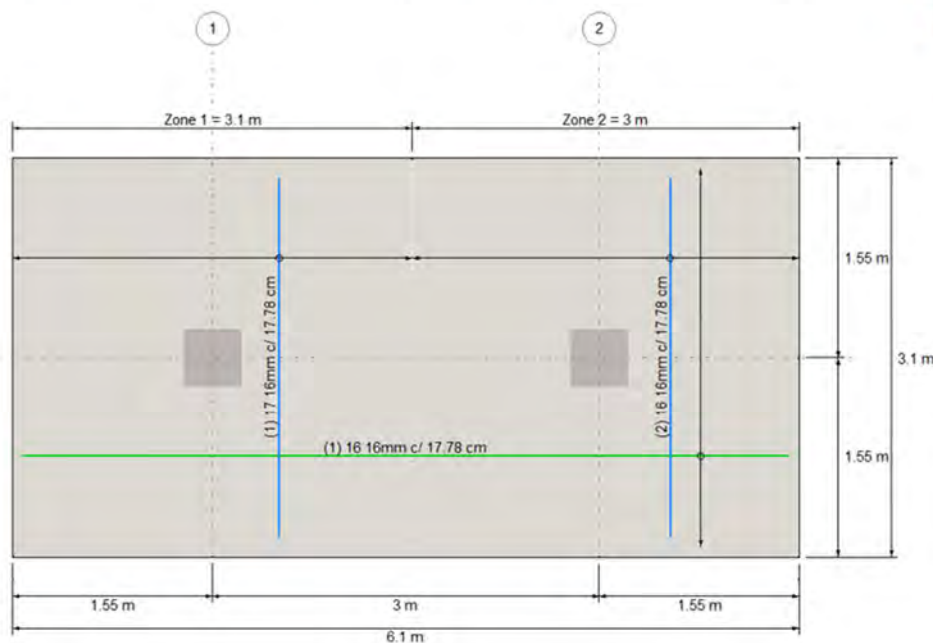 1
2
Zone 1 = 3.1 m
Zone 2 = 3 m
1.55 m
(1) 17 16mm c/ 17.78 cm
(2) 16 16mm c/ 17.78 cm
3.1 m
(1) 16 16mm c/ 17.78 cm
1.55 m
1.55 m
3 m
1.55 m
6.1 m